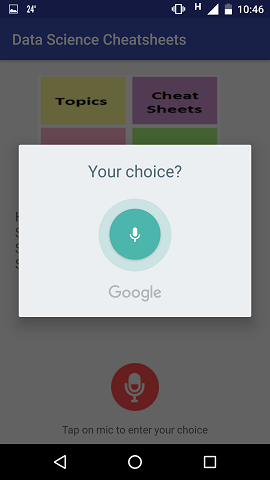 24°
H
10:46
Data Science Cheatsheets
Topics
Cheat
Sheets
Your choice?
Google
Tap on mic to enter your choice